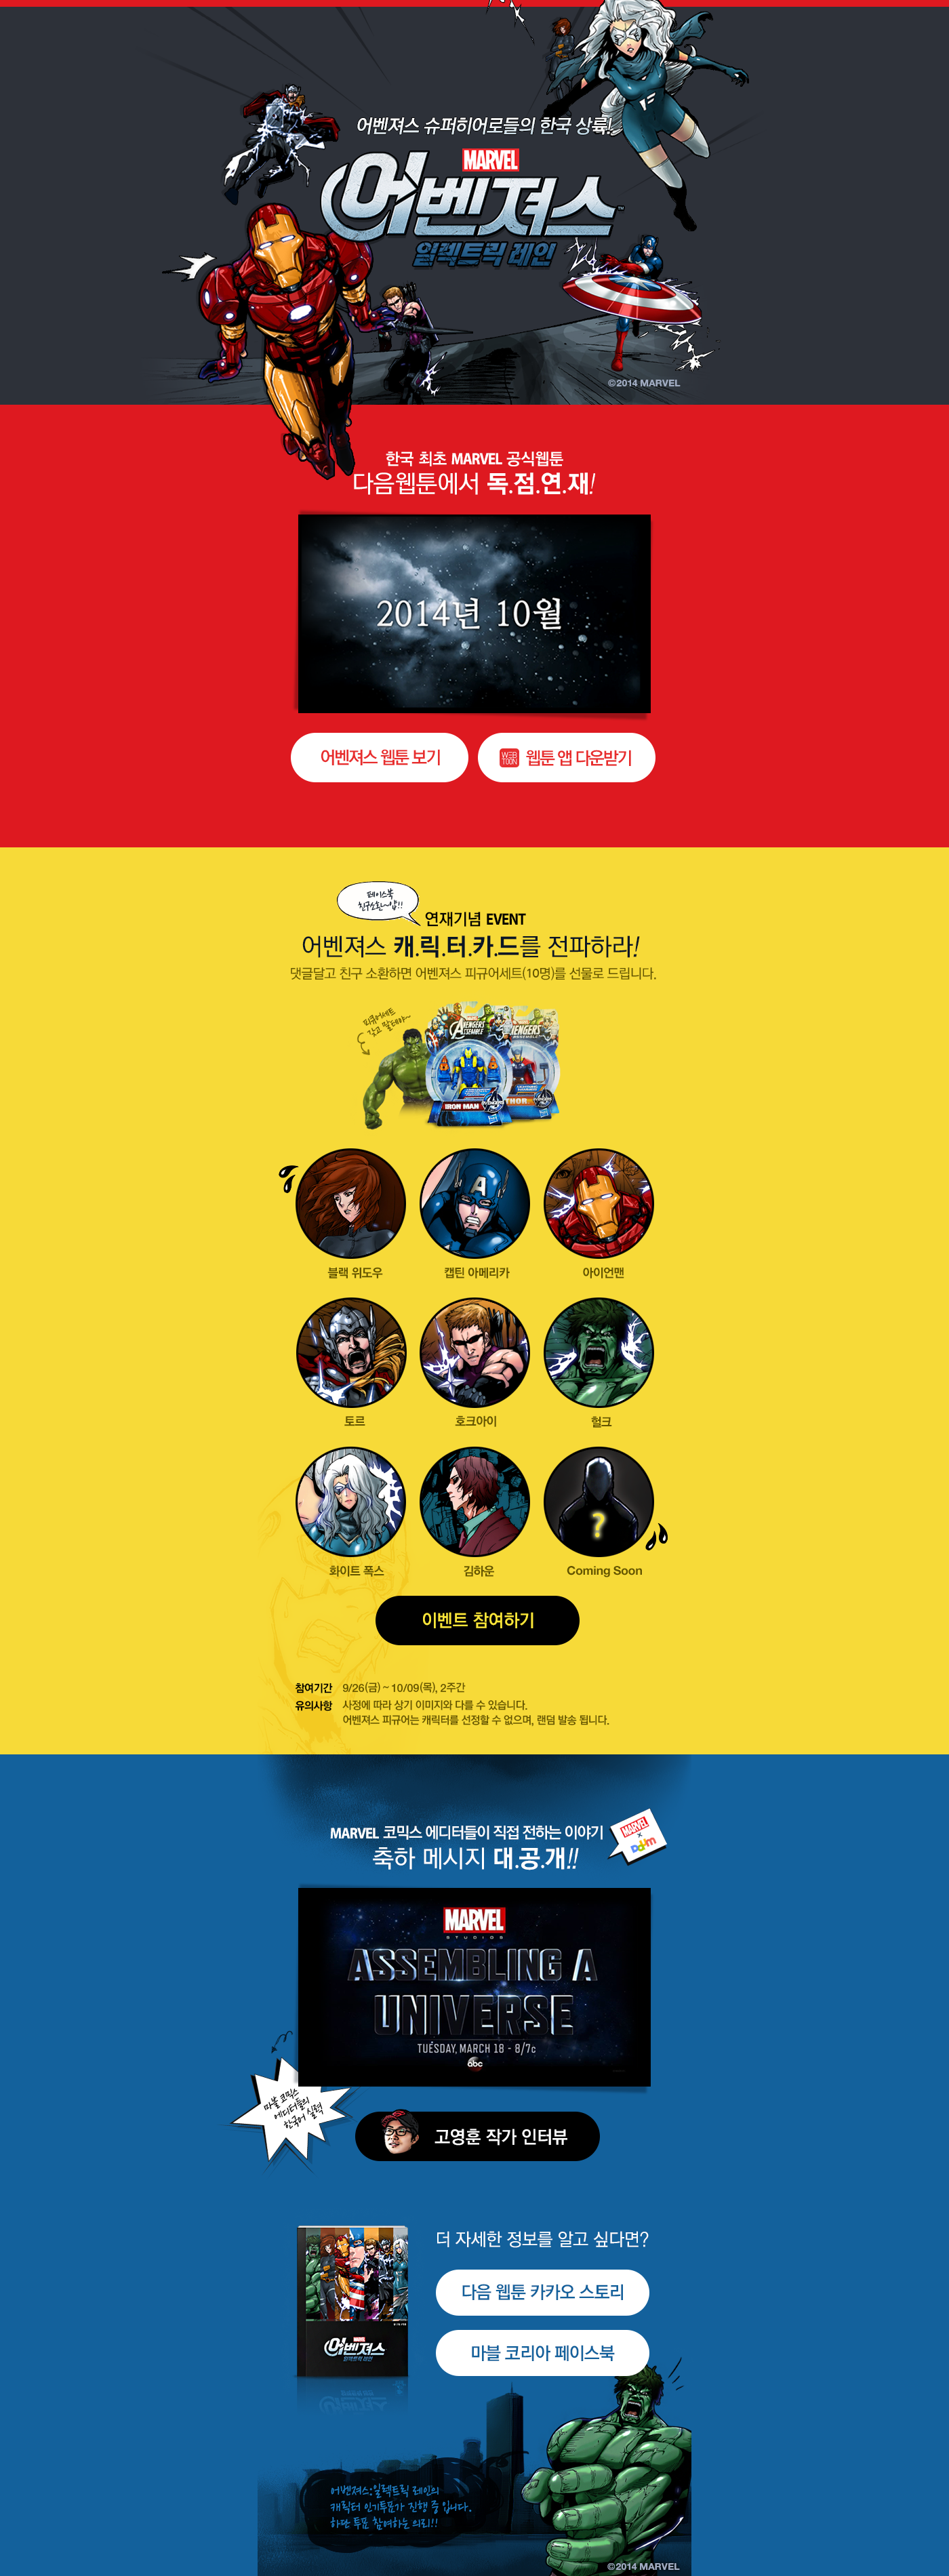 어벤져스 슈퍼히어로들의 한국 상륙!
MARVEL
어벤져스
일렉트릭 레인
©2014 MARVEL
한국 최초 MARVEL 공식웹툰
다음웹툰에서 독.점.연.재!
2014년 10월
어벤져스 웹툰 보기
WEB TOON 웹툰 앱 다운받기
페이스북
친구소환~얍!!
연재기념 EVENT
어벤져스 캐.릭.터.카.드를 전파하라!
댓글달고 친구 소환하면 어벤져스 피규어세트(10명)를 선물로 드립니다.
피규어세트
갖고 말테야~
AVENGERS
ASSEMBLE
IRON MAN
THOR
블랙 위도우
캡틴 아메리카
아이언맨
토르
호크아이
헐크
?
화이트 폭스
김하운
Coming Soon
이벤트 참여하기
참여기간 9/26(금) ~ 10/09(목), 2주간
유의사항 사정에 따라 상기 이미지와 다를 수 있습니다.
어벤져스 피규어는 캐릭터를 선정할 수 없으며, 랜덤 발송 됩니다.
MARVEL 코믹스 에디터들이 직접 전하는 이야기
축하 메시지 대.공.개!!
MARVEL
x
Daum
MARVEL
STUDIOS
ASSEMBLING A
UNIVERSE
TUESDAY, MARCH 18 - 8/7c
abc
마블 코믹스
에디터들의
한국어 실력
고영훈 작가 인터뷰
더 자세한 정보를 알고 싶다면?
다음 웹툰 카카오 스토리
마블 코리아 페이스북
어벤져스
일렉트릭 레인
어벤져스:일렉트릭 레인의
캐릭터 인기투표가 진행 중 입니다.
하단 투표 참여하는 의리!!
©2014 MARVEL